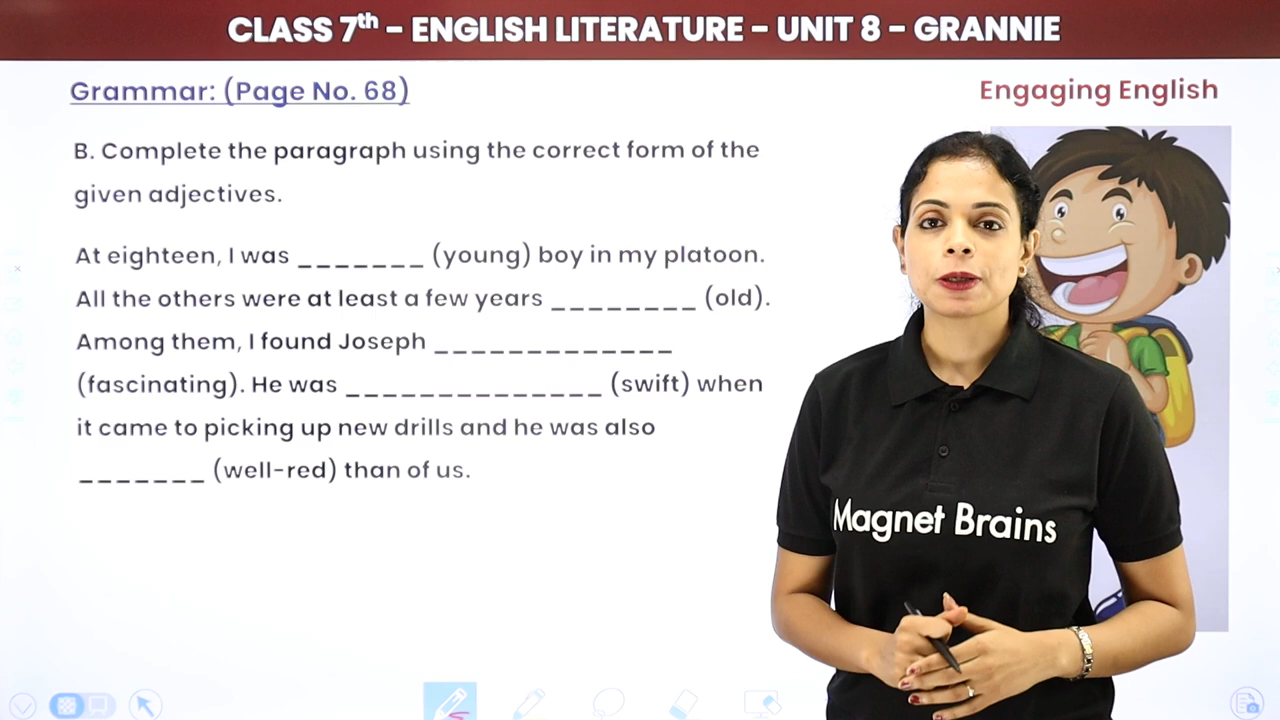 CLASS 7th – ENGLISH LITERATURE – UNIT 8 – GRANNIE
Grammar: (Page No. 68)
Engaging English
B. Complete the paragraph using the correct form of the
given adjectives.
At eighteen, I was _______ (young) boy in my platoon.
All the others were at least a few years ________ (old).
Among them, I found Joseph _____________
(fascinating). He was ______________ (swift) when
it came to picking up new drills and he was also
_______ (well-red) than of us.
Magnet Brains